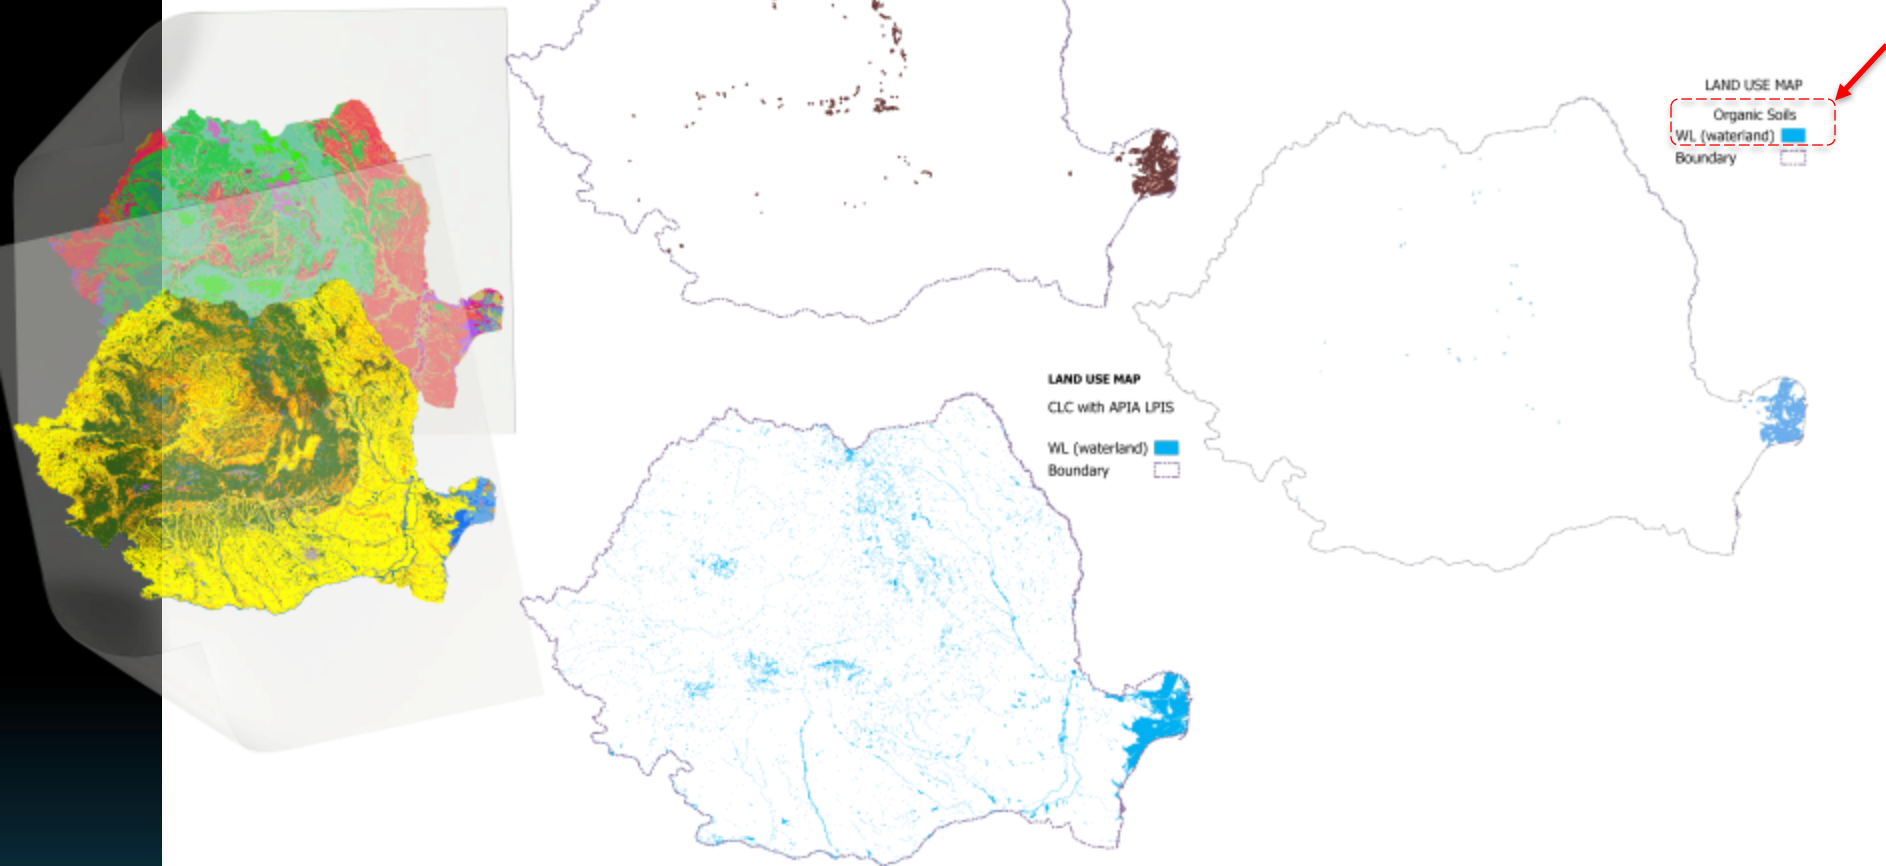 LAND USE MAP
Organic Soils
WL (waterland)
Boundary
LAND USE MAP
CLC with APIA LPIS
WL (waterland)
Boundary